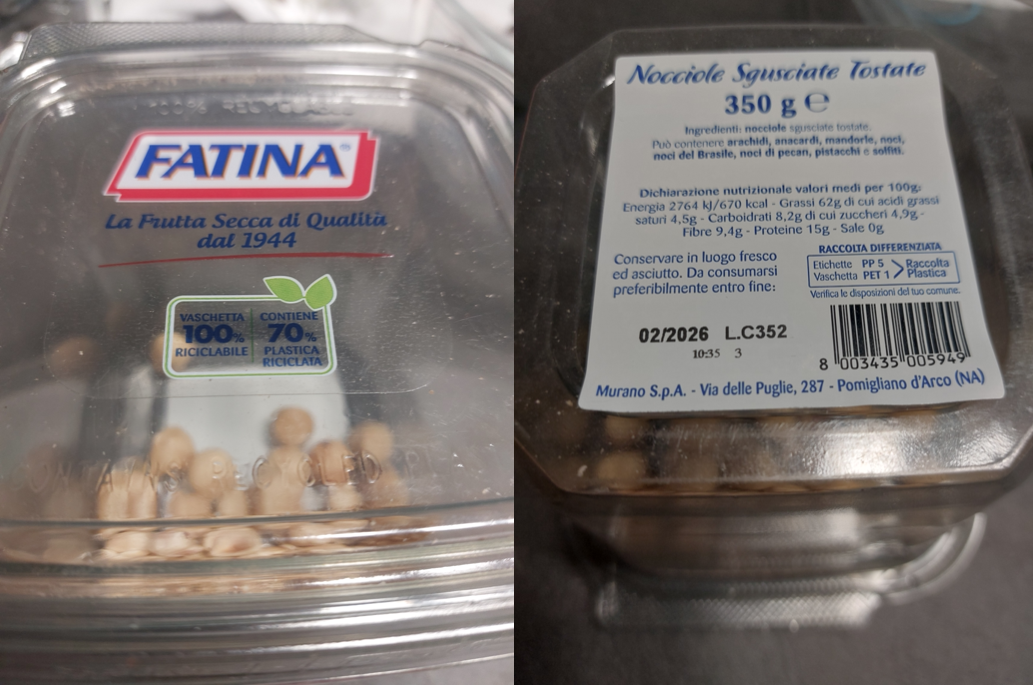 FATINA®
La Frutta Secca di Qualità
dal 1944
VASCHETTA
100%
RICICLABILE
CONTIENE
70%
PLASTICA
RICICLATA
CONTAINS RECYCLED
Nocciole Sgusciate Tostate
350 g ℮
Ingredienti: nocciole sgusciate tostate.
Può contenere arachidi, anacardi, mandorle, noci,
noci del Brasile, noci di pecan, pistacchi e solfiti.
Dichiarazione nutrizionale valori medi per 100g:
Energia 2764 kJ/670 kcal - Grassi 62g di cui acidi grassi
saturi 4,5g - Carboidrati 8,2g di cui zuccheri 4,9g -
Fibre 9,4g - Proteine 15g - Sale 0g
Conservare in luogo fresco
ed asciutto. Da consumarsi
preferibilmente entro fine:
RACCOLTA DIFFERENZIATA
Etichette PP 5
Vaschetta PET 1
Raccolta
Plastica
Verifica le disposizioni del tuo comune.
02/2026 L.C352
10:35 3
8 003435 005949
Murano S.p.A. - Via delle Puglie, 287 - Pomigliano d'Arco (NA)